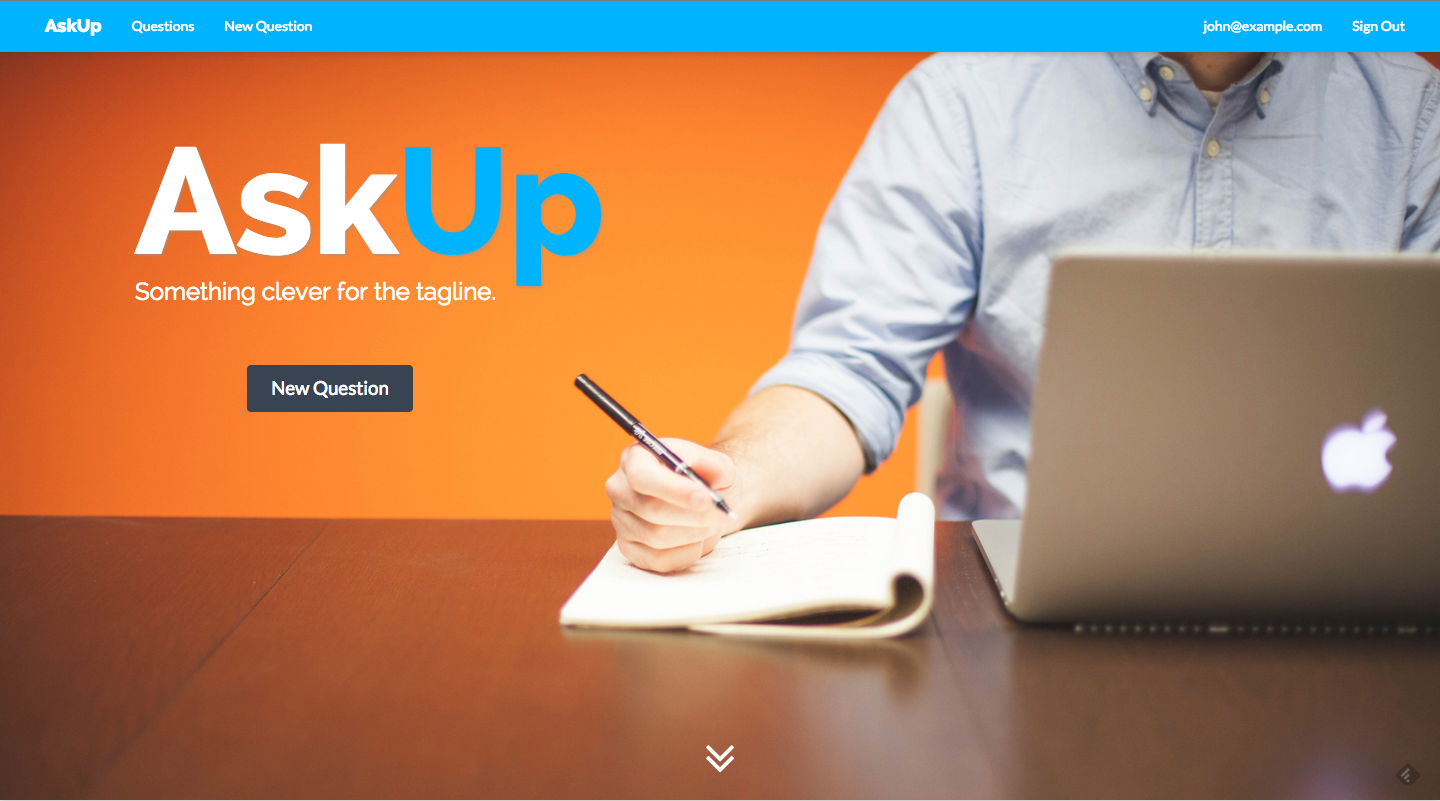 AskUp Questions New Question john@example.com Sign Out
AskUp
Something clever for the tagline.
New Question